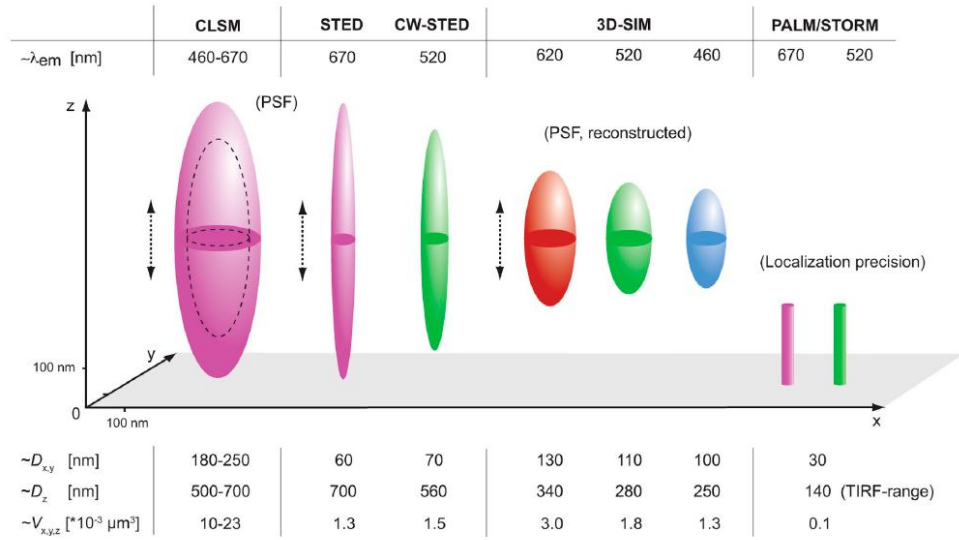 CLSM STED CW-STED 3D-SIM PALM/STORM
~λem [nm] 460-670 670 520 620 520 460 670 520
z
(PSF)
(PSF, reconstructed)
(Localization precision)
y
100 nm
0
100 nm
x
~Dx,y [nm] 180-250 60 70 130 110 100 30
~Dz [nm] 500-700 700 560 340 280 250 140 (TIRF-range)
~Vx,y,z [*10⁻³ µm³] 10-23 1.3 1.5 3.0 1.8 1.3 0.1